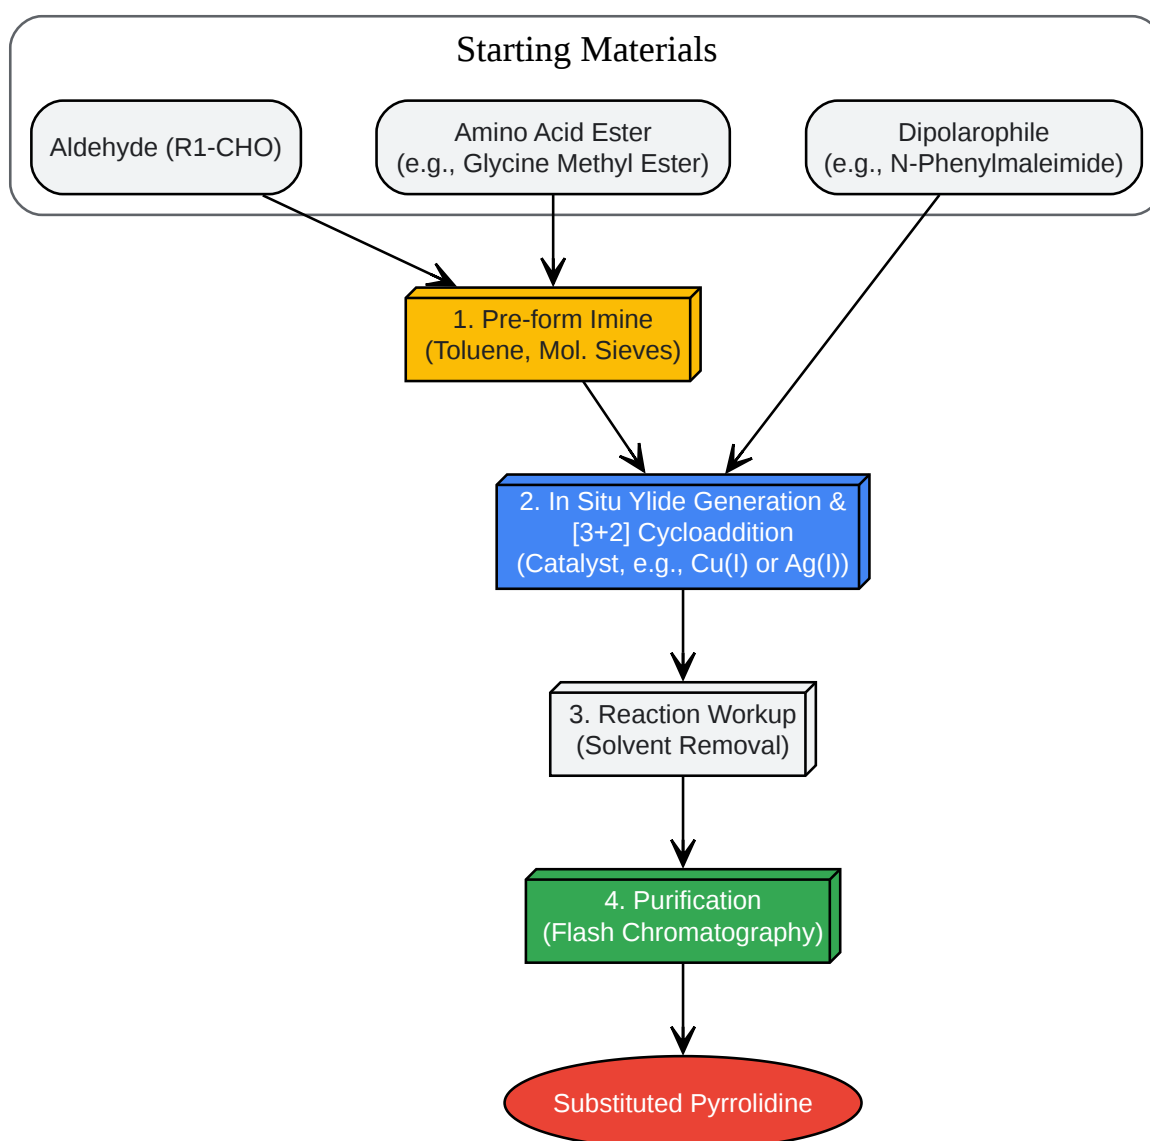 Starting Materials
Aldehyde (R1-CHO)
Amino Acid Ester
(e.g., Glycine Methyl Ester)
Dipolarophile
(e.g., N-Phenylmaleimide)
1. Pre-form Imine
(Toluene, Mol. Sieves)
2. In Situ Ylide Generation &
[3+2] Cycloaddition
(Catalyst, e.g., Cu(I) or Ag(I))
3. Reaction Workup
(Solvent Removal)
4. Purification
(Flash Chromatography)
Substituted Pyrrolidine